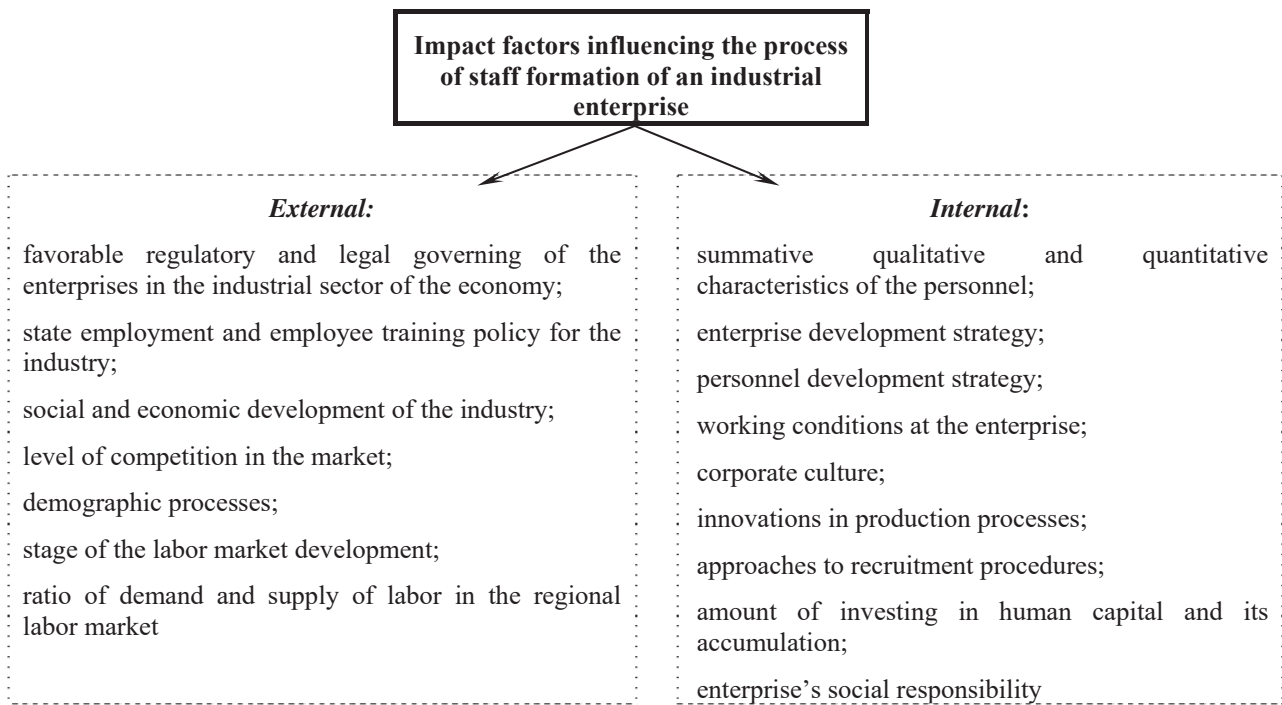 Impact factors influencing the process
of staff formation of an industrial
enterprise
External:
favorable regulatory and legal governing of the
enterprises in the industrial sector of the economy;
state employment and employee training policy for the
industry;
social and economic development of the industry;
level of competition in the market;
demographic processes;
stage of the labor market development;
ratio of demand and supply of labor in the regional
labor market
Internal:
summative qualitative and quantitative
characteristics of the personnel;
enterprise development strategy;
personnel development strategy;
working conditions at the enterprise;
corporate culture;
innovations in production processes;
approaches to recruitment procedures;
amount of investing in human capital and its
accumulation;
enterprise’s social responsibility